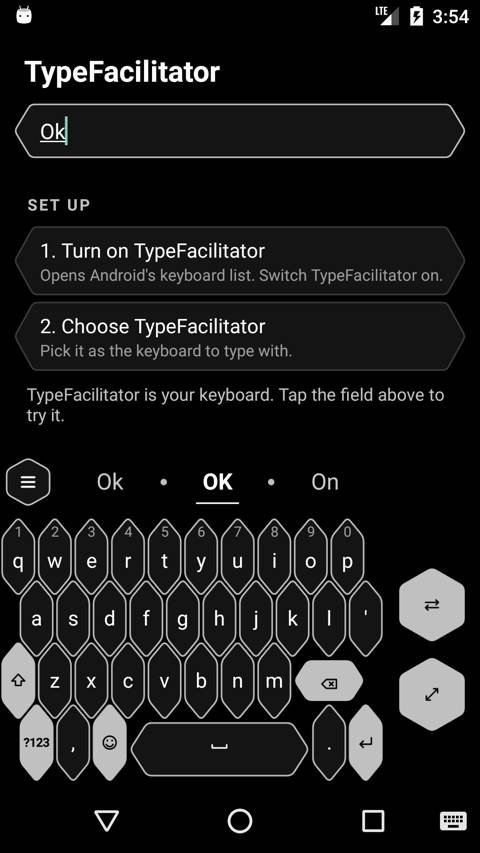 LTE 3:54
TypeFacilitator
Ok
SET UP
1. Turn on TypeFacilitator
Opens Android's keyboard list. Switch TypeFacilitator on.
2. Choose TypeFacilitator
Pick it as the keyboard to type with.
TypeFacilitator is your keyboard. Tap the field above to
try it.
Ok • OK • On
1 2 3 4 5 6 7 8 9 0
q w e r t y u i o p
a s d f g h j k l '
z x c v b n m
?123 , .